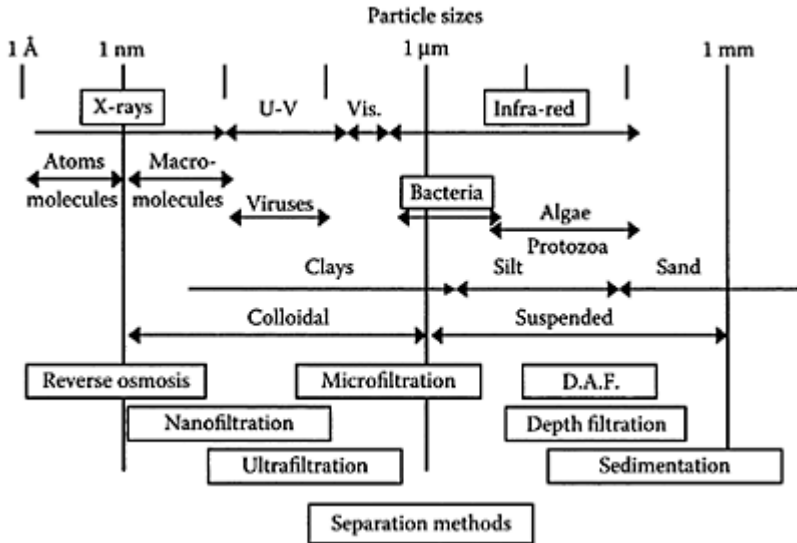 Particle sizes
1 Å 1 nm 1 μm 1 mm
X-rays U-V Vis. Infra-red
Atoms Macro-
molecules molecules
Viruses Bacteria Algae
Protozoa
Clays Silt Sand
Colloidal Suspended
Reverse osmosis Microfiltration D.A.F.
Nanofiltration Depth filtration
Ultrafiltration Sedimentation
Separation methods